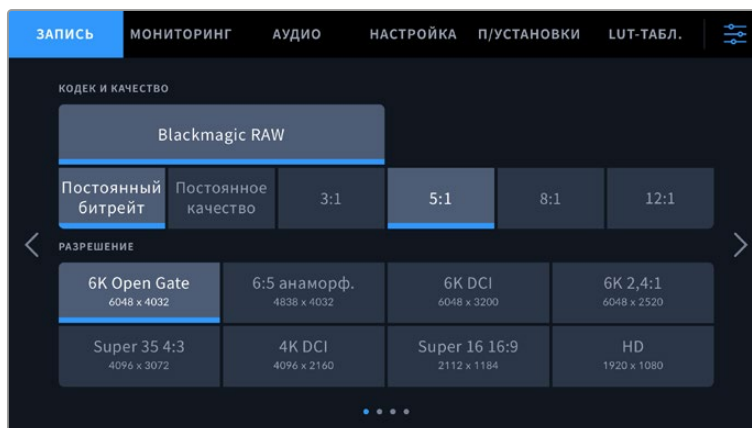 ЗАПИСЬ МОНИТОРИНГ АУДИО НАСТРОЙКА П/УСТАНОВКИ LUT-ТАБЛ.
КОДЕК И КАЧЕСТВО
Blackmagic RAW
Постоянный битрейт
Постоянное качество
3:1
5:1
8:1
12:1
РАЗРЕШЕНИЕ
6K Open Gate
6048 x 4032
6:5 анаморф.
4838 x 4032
6K DCI
6048 x 3200
6K 2,4:1
6048 x 2520
Super 35 4:3
4096 x 3072
4K DCI
4096 x 2160
Super 16 16:9
2112 x 1184
HD
1920 x 1080